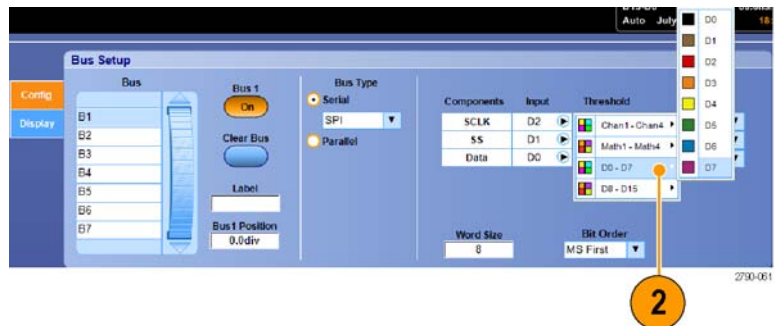 Auto July
18:
Bus Setup
Config
Display
Bus
B1
B2
B3
B4
B5
B6
B7
Bus 1
On
Clear Bus
Label
Bus1 Position
0.0div
Bus Type
Serial
SPI
Parallel
Components Input Threshold
SCLK D2
SS D1
Data D0
Chan1 - Chan4
Math1 - Math4
D0 - D7
D8 - D15
D0
D1
D2
D3
D4
D5
D6
D7
Word Size
8
Bit Order
MS First
2
2790-061